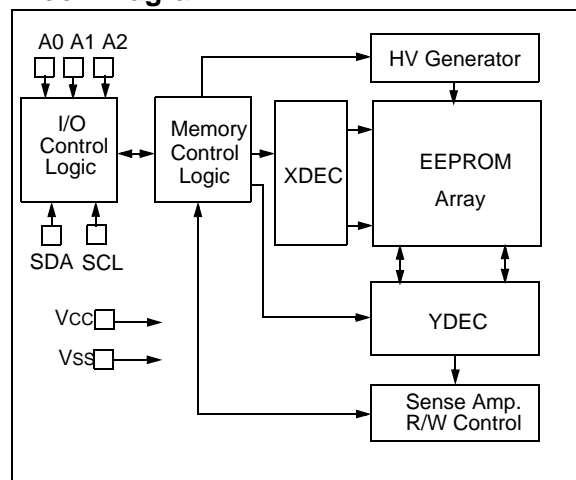 A0 A1 A2
HV Generator
I/O
Control
Logic
Memory
Control
Logic
XDEC
EEPROM
Array
SDA SCL
VCC
YDEC
VSS
Sense Amp.
R/W Control